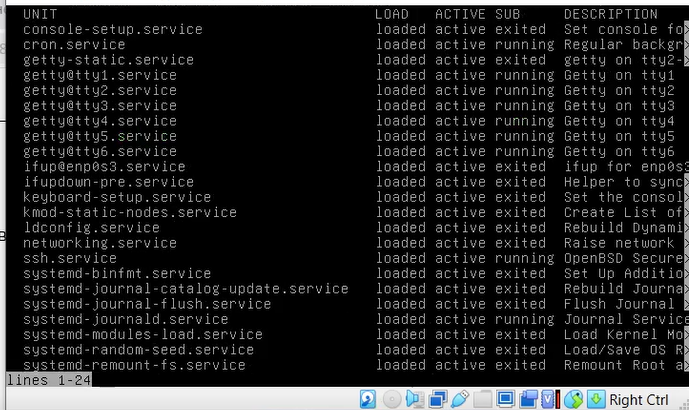 UNIT LOAD ACTIVE SUB DESCRIPTION
console-setup.service loaded active exited Set console fo>
cron.service loaded active running Regular backgr>
getty-static.service loaded active exited getty on tty2->
getty@tty1.service loaded active running Getty on tty1
getty@tty2.service loaded active running Getty on tty2
getty@tty3.service loaded active running Getty on tty3
getty@tty4.service loaded active running Getty on tty4
getty@tty5.service loaded active running Getty on tty5
getty@tty6.service loaded active running Getty on tty6
ifup@enp0s3.service loaded active exited ifup for enp0s3
ifupdown-pre.service loaded active exited Helper to sync>
keyboard-setup.service loaded active exited Set the consol>
kmod-static-nodes.service loaded active exited Create List of>
ldconfig.service loaded active exited Rebuild Dynami>
networking.service loaded active exited Raise network >
ssh.service loaded active running OpenBSD Secure>
systemd-binfmt.service loaded active exited Set Up Additio>
systemd-journal-catalog-update.service loaded active exited Rebuild Journa>
systemd-journal-flush.service loaded active exited Flush Journal >
systemd-journald.service loaded active running Journal Service
systemd-modules-load.service loaded active exited Load Kernel Mo>
systemd-random-seed.service loaded active exited Load/Save OS R>
systemd-remount-fs.service loaded active exited Remount Root a>
lines 1-24
Right Ctrl